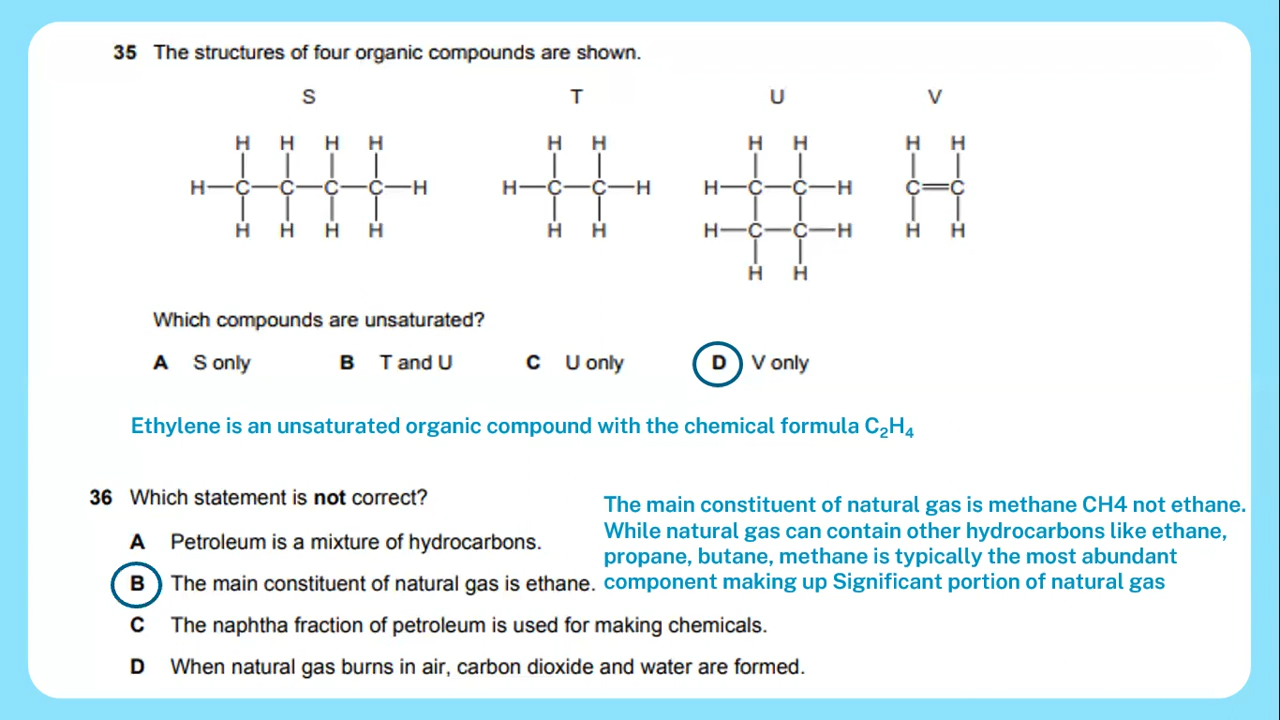 35 The structures of four organic compounds are shown.
S T U V
H H H H H H H H H H
H—C—C—C—C—H H—C—C—H H—C—C—H C=C
H H H H H H H—C—C—H H H
H H
Which compounds are unsaturated?
A S only B T and U C U only D V only
Ethylene is an unsaturated organic compound with the chemical formula C₂H₄
36 Which statement is not correct?
A Petroleum is a mixture of hydrocarbons.
B The main constituent of natural gas is ethane.
C The naphtha fraction of petroleum is used for making chemicals.
D When natural gas burns in air, carbon dioxide and water are formed.
The main constituent of natural gas is methane CH4 not ethane.
While natural gas can contain other hydrocarbons like ethane,
propane, butane, methane is typically the most abundant
component making up Significant portion of natural gas